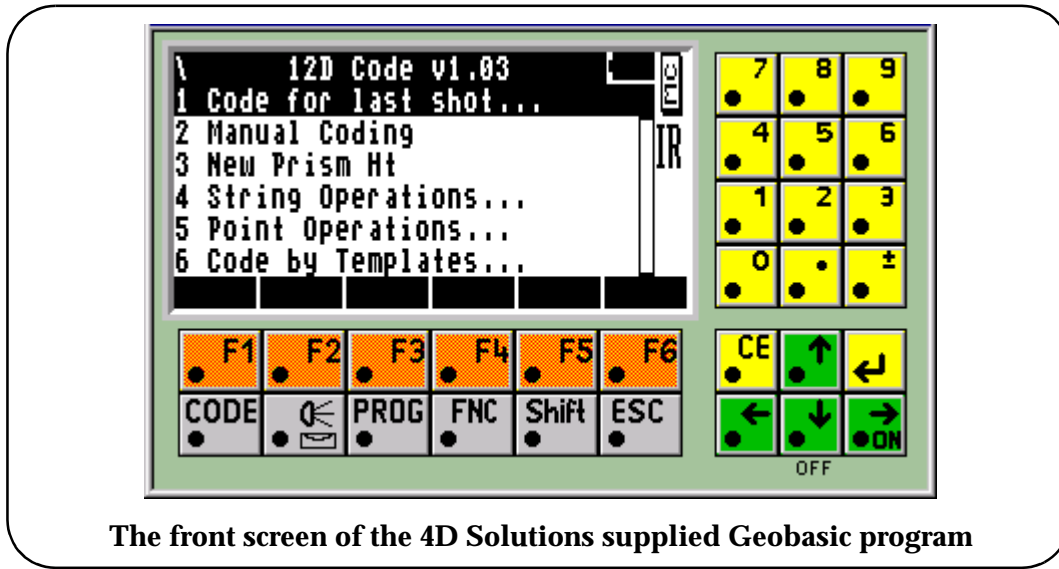 \ 12D Code v1.03
1 Code for last shot...
2 Manual Coding
3 New Prism Ht
4 String Operations...
5 Point Operations...
6 Code by Templates...
MC
IR
7 8 9
4 5 6
1 2 3
0 • ±
F1 F2 F3 F4 F5 F6
CE ↑ ↵
CODE PROG FNC Shift ESC
← ↓ → ON
OFF
The front screen of the 4D Solutions supplied Geobasic program